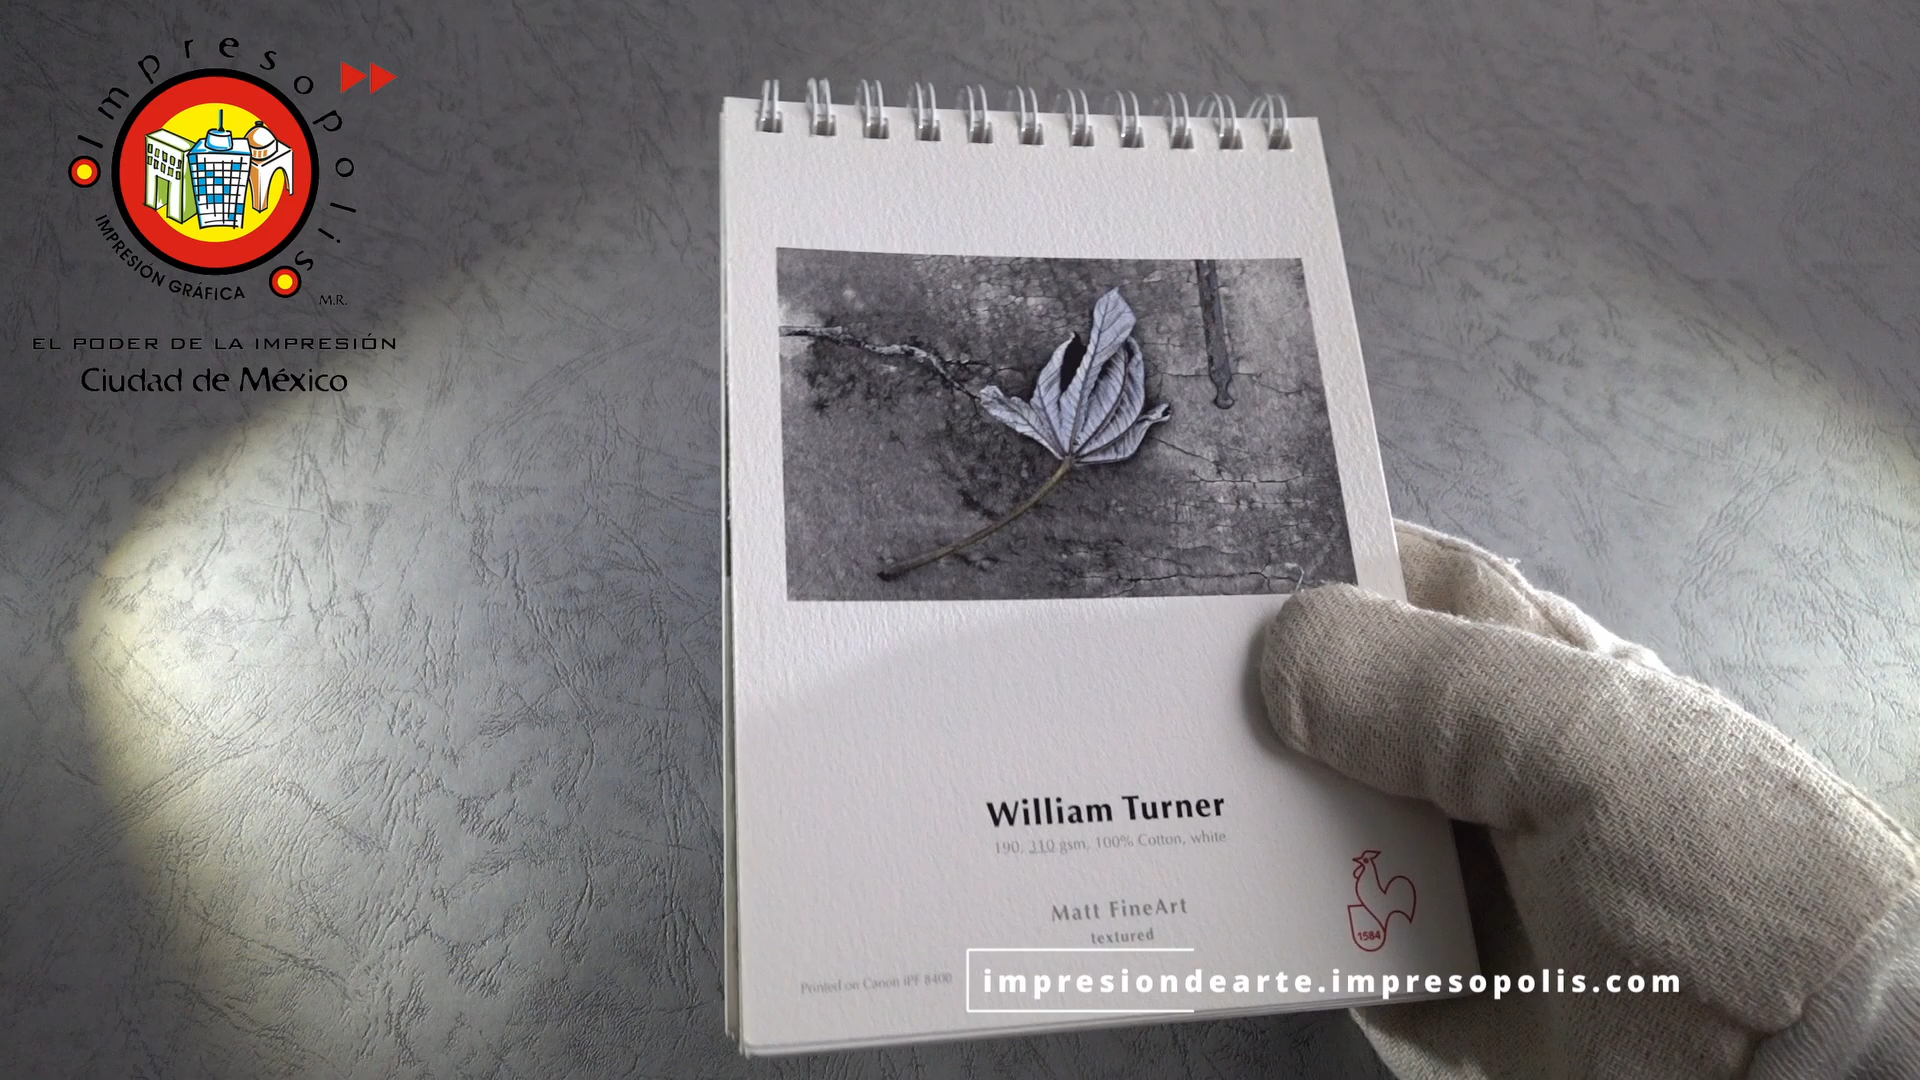 Impresopolis
IMPRESIÓN GRÁFICA
M.R.
EL PODER DE LA IMPRESIÓN
Ciudad de México
William Turner
190, 310 gsm, 100% Cotton, white
Matt FineArt
textured
1584
Printed on Canon iPF 8400
impresiondearte.impresopolis.com